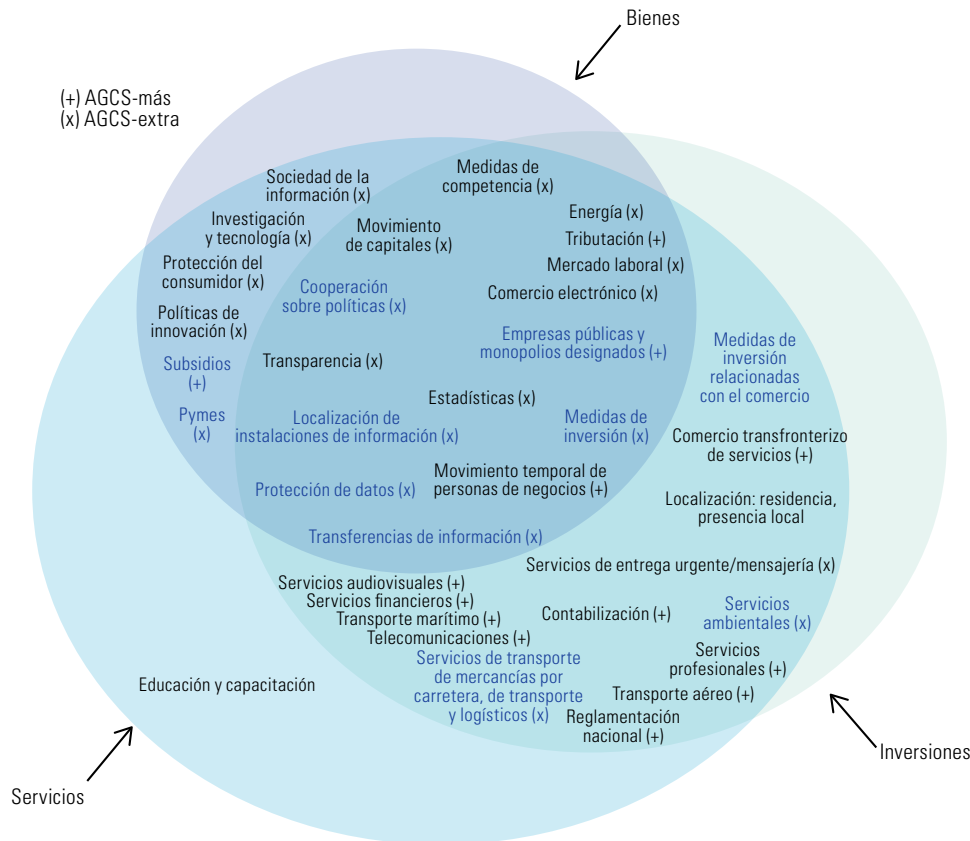 Bienes
(+) AGCS-más
(x) AGCS-extra
Sociedad de la
información (x)
Medidas de
competencia (x)
Investigación
y tecnología (x)
Movimiento
de capitales (x)
Energía (x)
Tributación (+)
Mercado laboral (x)
Protección del
consumidor (x)
Cooperación
sobre políticas (x)
Comercio electrónico (x)
Políticas de
innovación (x)
Empresas públicas y
monopolios designados (+)
Medidas de
inversión
relacionadas
con el comercio
Subsidios
(+)
Transparencia (x)
Estadísticas (x)
Pymes
(x)
Localización de
instalaciones de información (x)
Medidas de
inversión (x)
Comercio transfronterizo
de servicios (+)
Protección de datos (x)
Movimiento temporal de
personas de negocios (+)
Localización: residencia,
presencia local
Transferencias de información (x)
Servicios de entrega urgente/mensajería (x)
Servicios audiovisuales (+)
Servicios financieros (+)
Transporte marítimo (+)
Telecomunicaciones (+)
Contabilización (+)
Servicios
ambientales (x)
Servicios de transporte
de mercancías por
carretera, de transporte
y logísticos (x)
Servicios
profesionales (+)
Educación y capacitación
Transporte aéreo (+)
Reglamentación
nacional (+)
Inversiones
Servicios